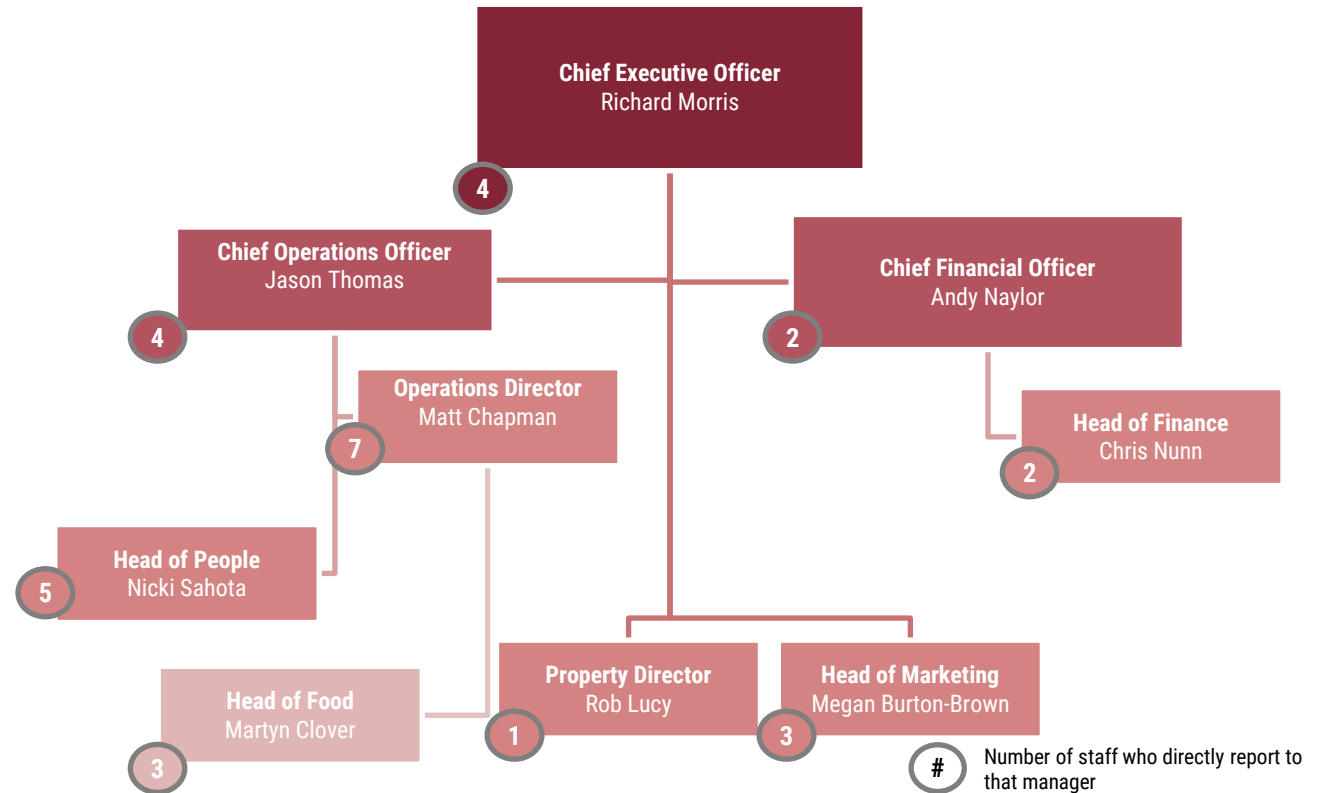 Chief Executive Officer
Richard Morris
4
Chief Operations Officer
Jason Thomas
4
Chief Financial Officer
Andy Naylor
2
Operations Director
Matt Chapman
7
Head of Finance
Chris Nunn
2
Head of People
Nicki Sahota
5
Head of Food
Martyn Clover
3
Property Director
Rob Lucy
1
Head of Marketing
Megan Burton-Brown
3
#
Number of staff who directly report to
that manager